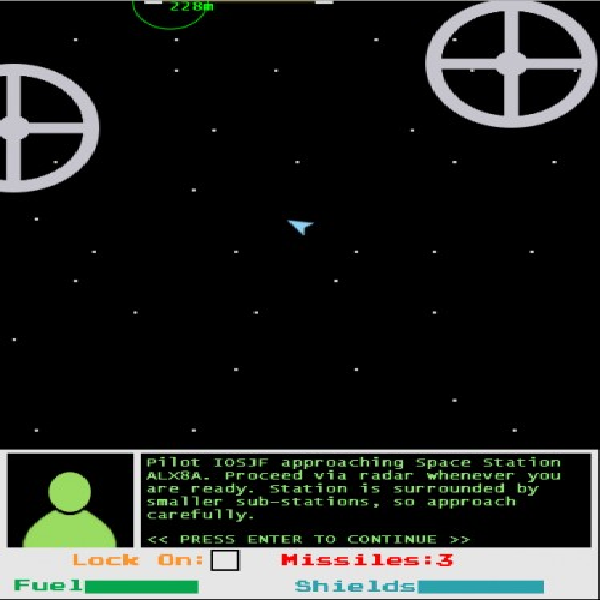 228m
Pilot IOSJF approaching Space Station
ALX8A. Proceed via radar whenever you
are ready. Station is surrounded by
smaller sub-stations, so approach
carefully.
<< PRESS ENTER TO CONTINUE >>
Lock On: Missiles:3
Fuel Shields